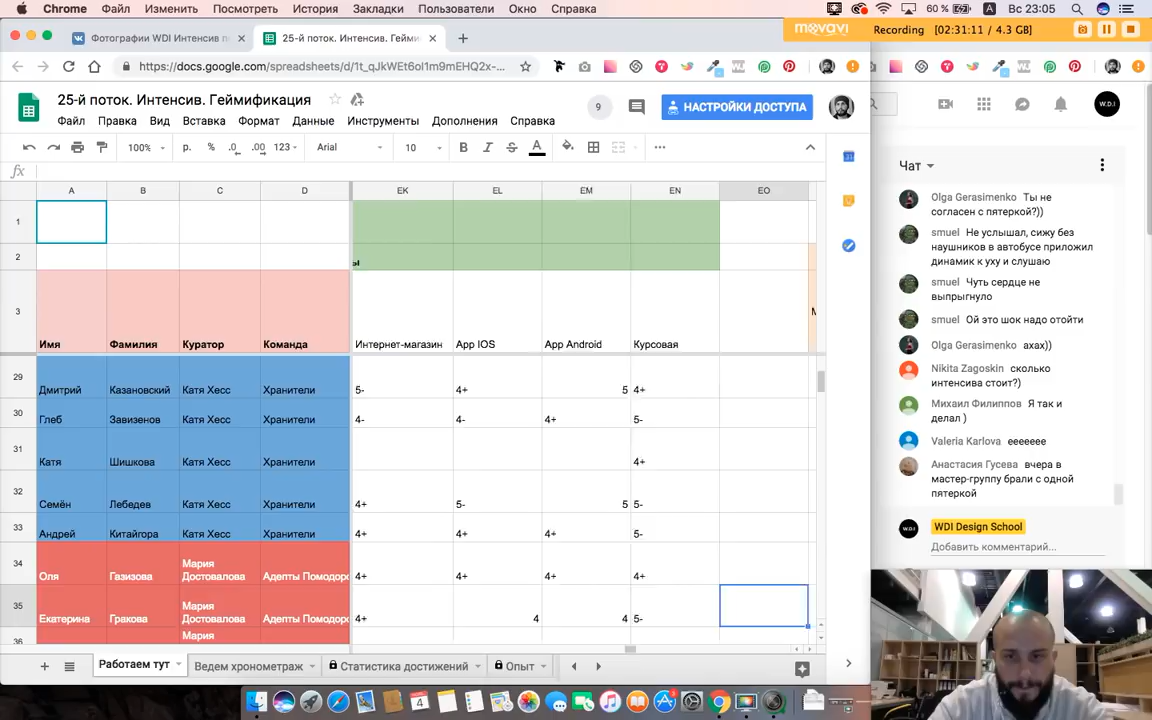 Chrome Файл Изменить Посмотреть История Закладки Пользователи Окно Справка
60 % A Вс 23:05
movavi Recording [02:31:11 / 4.3 GB]
Фотографии WDI Интенсив п
25-й поток. Интенсив. Геймифи
https://docs.google.com/spreadsheets/d/1t_qJkWEt6ol1m9mEHQ2x-...
25-й поток. Интенсив. Геймификация
9
НАСТРОЙКИ ДОСТУПА
W.D.I
Файл Правка Вид Вставка Формат Данные Инструменты Дополнения Справка
100% р. % .0 .00 123 Arial 10 B I S A
fx
A B C D EK EL EM EN EO
1
2
ы
3
М
Имя Фамилия Куратор Команда Интернет-магазин App IOS App Android Курсовая
29 Дмитрий Казановский Катя Хесс Хранители 5- 4+ 5 4+
30 Глеб Завизенов Катя Хесс Хранители 4- 4- 4+ 5-
31 Катя Шишкова Катя Хесс Хранители 4+
32 Семён Лебедев Катя Хесс Хранители 4+ 5- 5 5-
33 Андрей Китайгора Катя Хесс Хранители 4+ 4+ 4+ 5-
34 Оля Газизова Мария Достовалова Адепты Помодоро 4+ 4+ 4+ 4+
35 Екатерина Гракова Мария Достовалова Адепты Помодоро 4+ 4 4 5-
36 Мария
Работаем тут Ведем хронометраж Статистика достижений Опыт
Чат
Olga Gerasimenko Ты не
согласен с пятеркой?))
smuel Не услышал, сижу без
наушников в автобусе приложил
динамик к уху и слушаю
smuel Чуть сердце не
выпрыгнуло
smuel Ой это шок надо отойти
Olga Gerasimenko ахах))
Nikita Zagoskin сколько
интенсива стоит?)
Михаил Филиппов Я так и
делал )
Valeria Karlova еееееее
Анастасия Гусева вчера в
мастер-группу брали с одной
пятеркой
W.D.I
WDI Design School
Добавить комментарий...